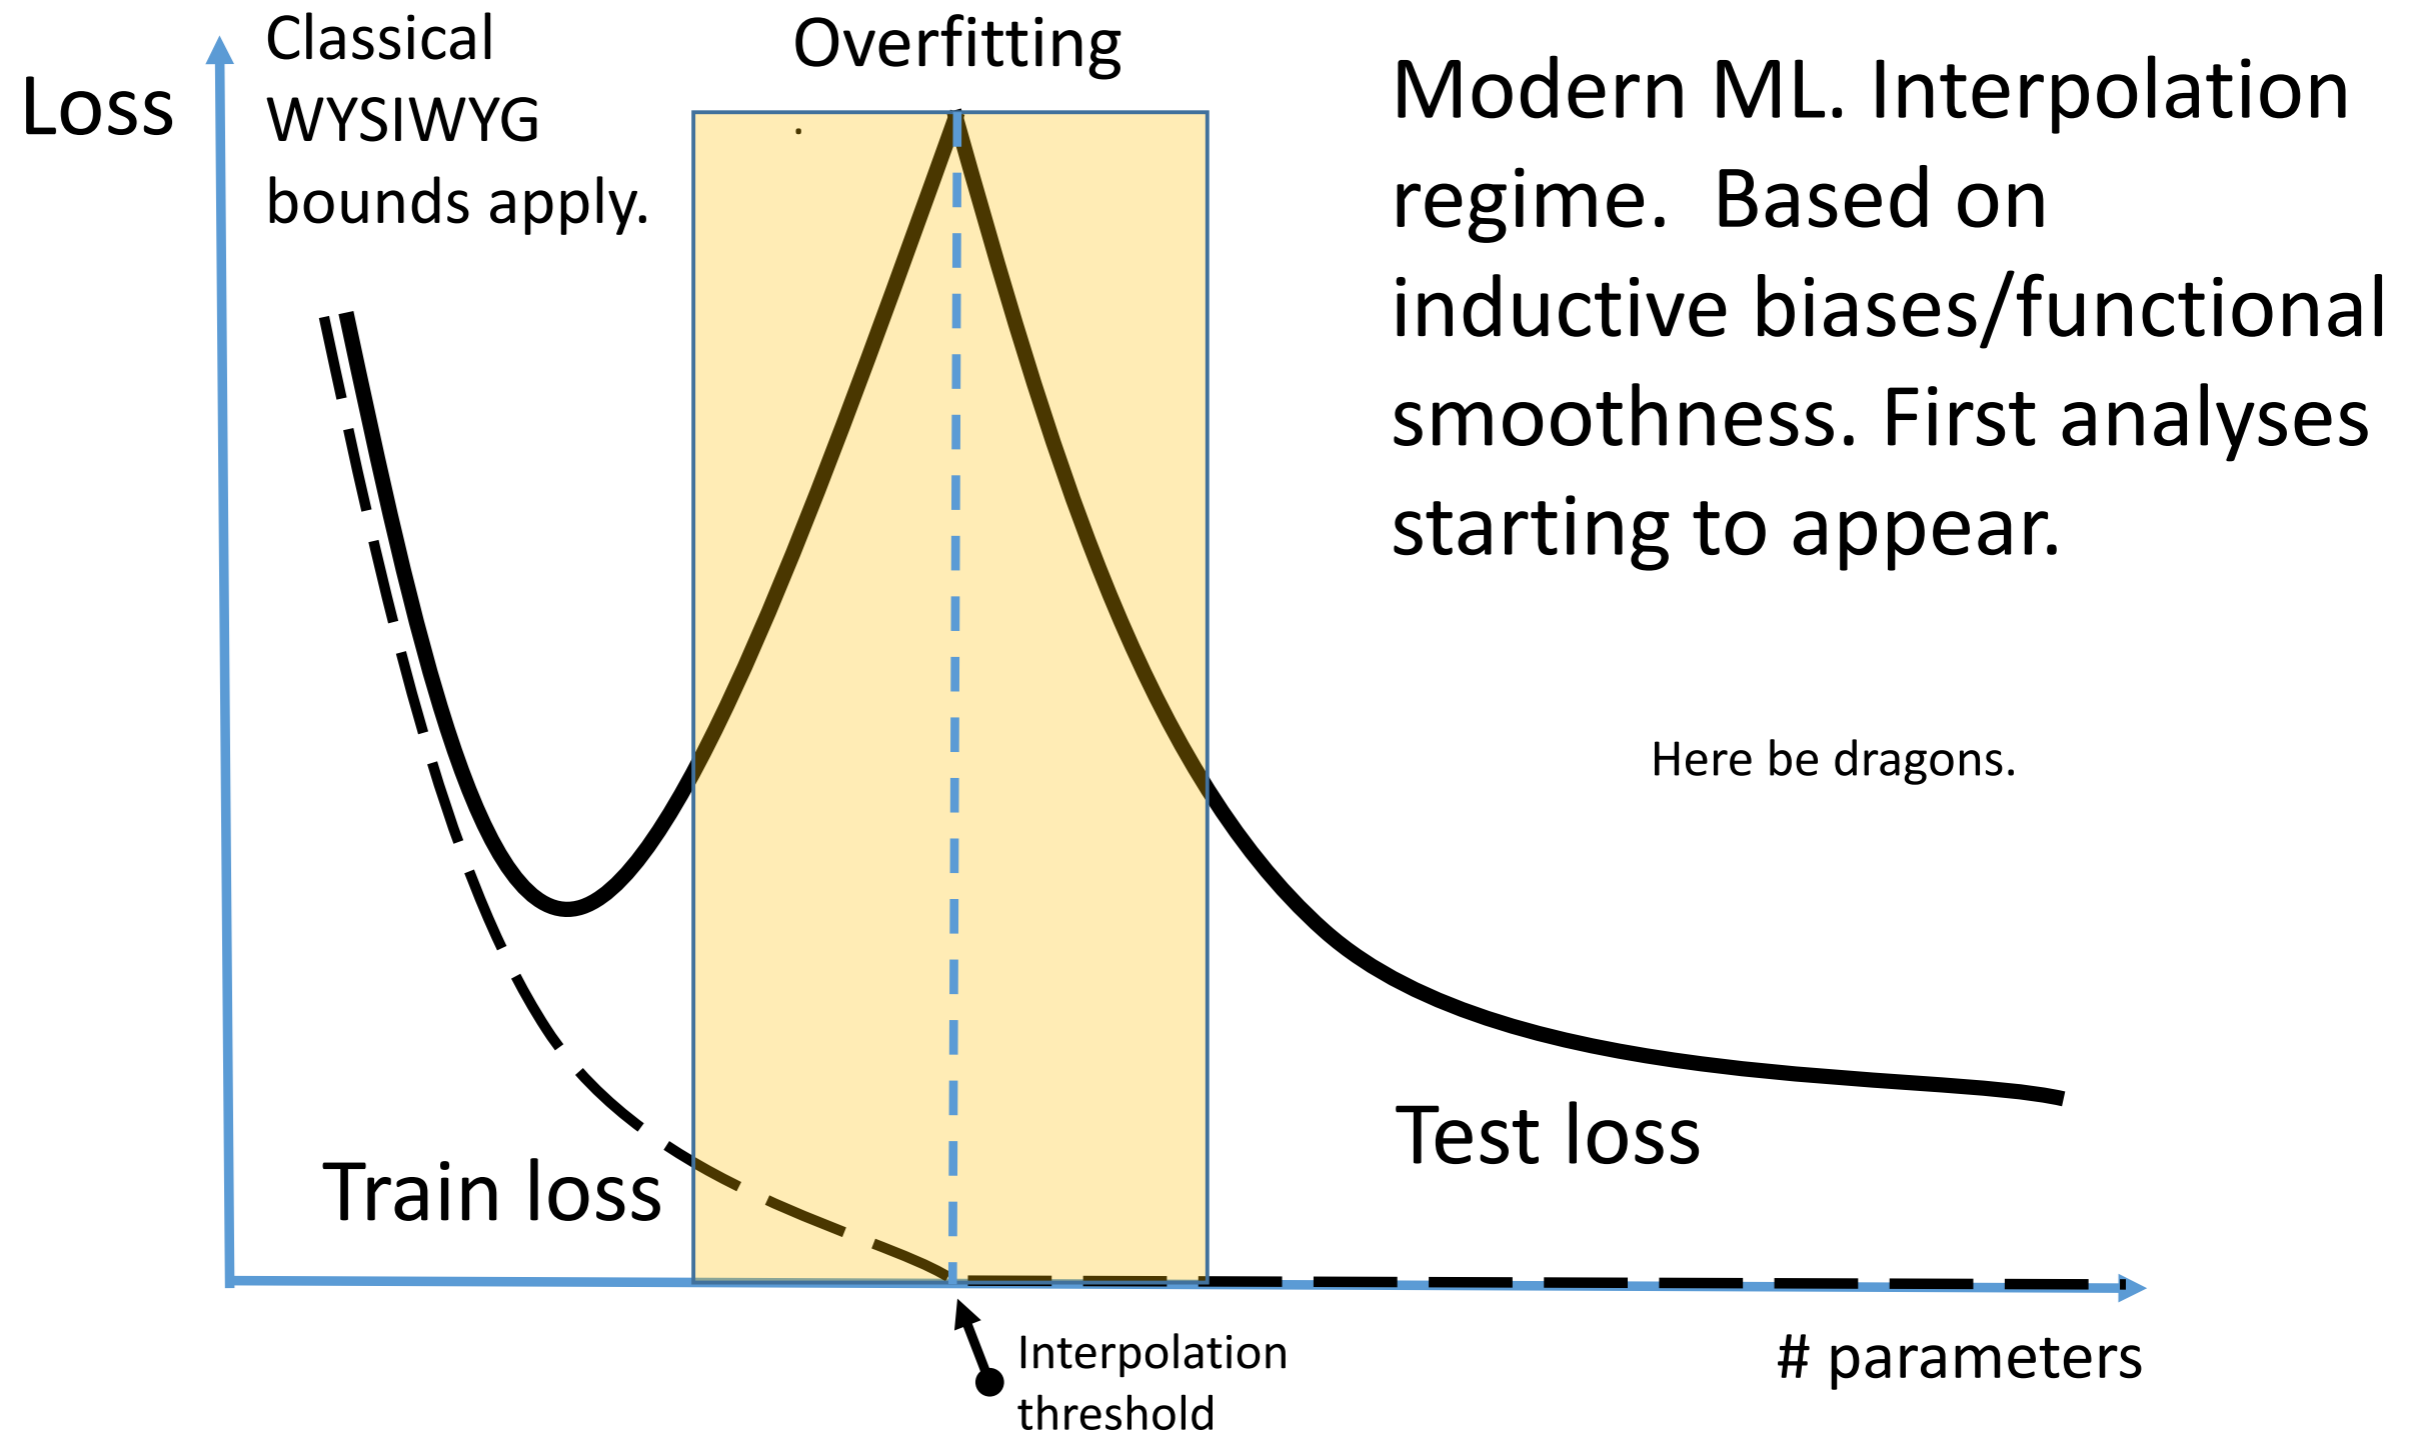 Loss
Classical
WYSIWYG
bounds apply.
Overfitting
Modern ML. Interpolation
regime.  Based on
inductive biases/functional
smoothness. First analyses
starting to appear.
Here be dragons.
Train loss
Test loss
Interpolation
threshold
# parameters